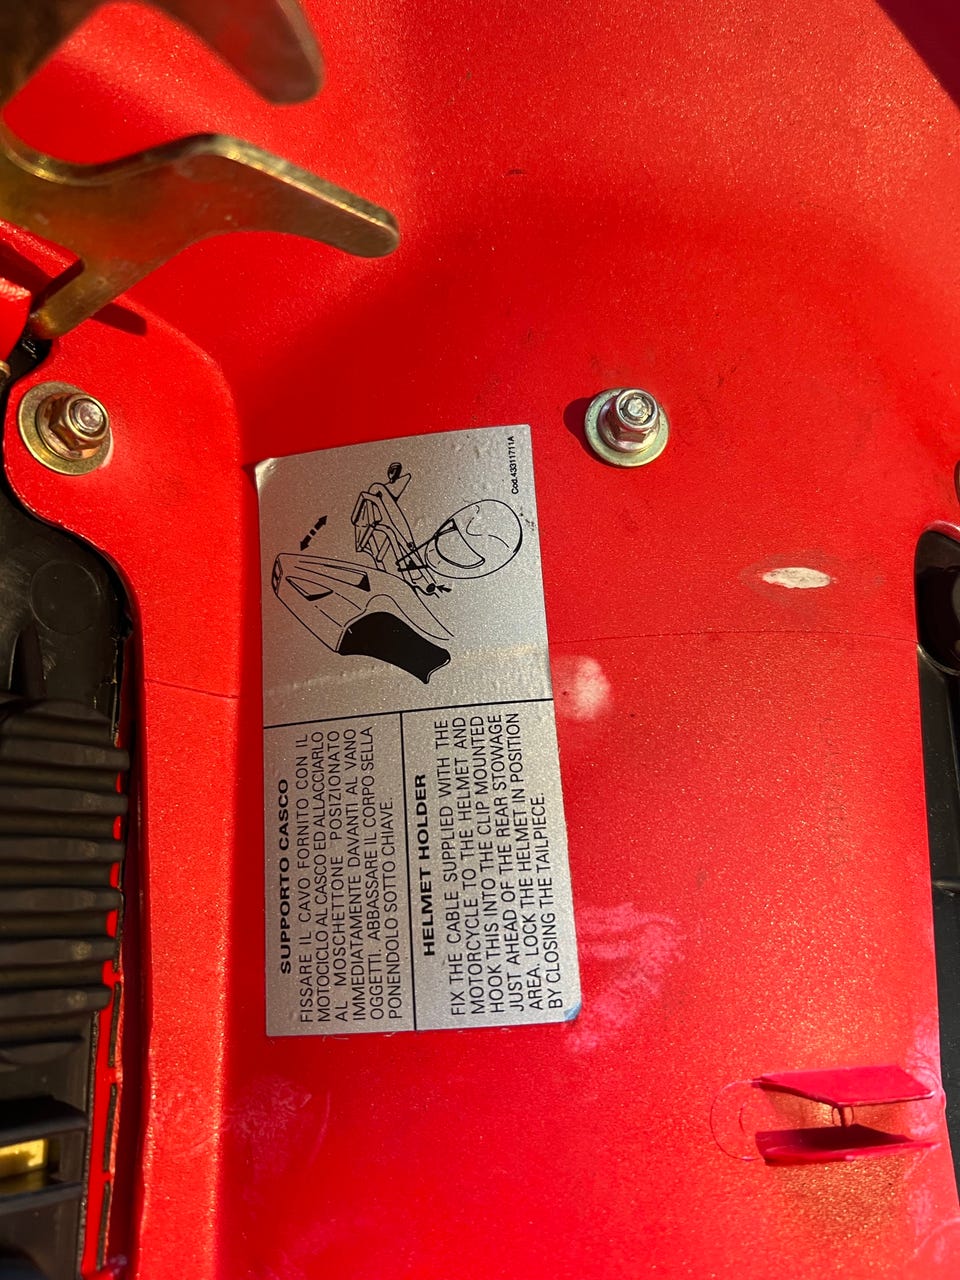 Cod.43311711A
SUPPORTO CASCO
FISSARE IL CAVO FORNITO CON IL
MOTOCICLO AL CASCO ED ALLACCIARLO
AL MOSCHETTONE POSIZIONATO
IMMEDIATAMENTE DAVANTI AL VANO
OGGETTI. ABBASSARE IL CORPO SELLA
PONENDOLO SOTTO CHIAVE.
HELMET HOLDER
FIX THE CABLE SUPPLIED WITH THE
MOTORCYCLE TO THE HELMET AND
HOOK THIS INTO THE CLIP MOUNTED
JUST AHEAD OF THE REAR STOWAGE
AREA. LOCK THE HELMET IN POSITION
BY CLOSING THE TAILPIECE.